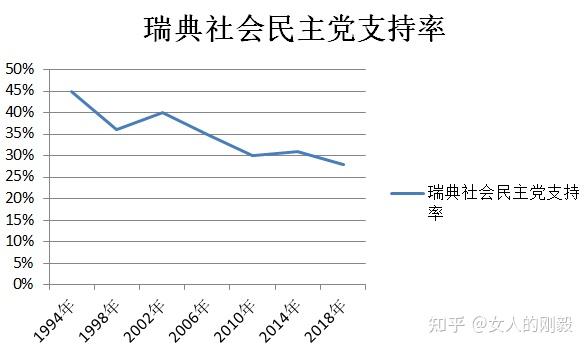 瑞典社会民主党支持率
50%
45%
40%
35%
30%
25%
20%
15%
10%
5%
0%
1994年
1998年
2002年
2006年
2010年
2014年
2018年
瑞典社会民主党支持
率
知乎 @女人的刚毅